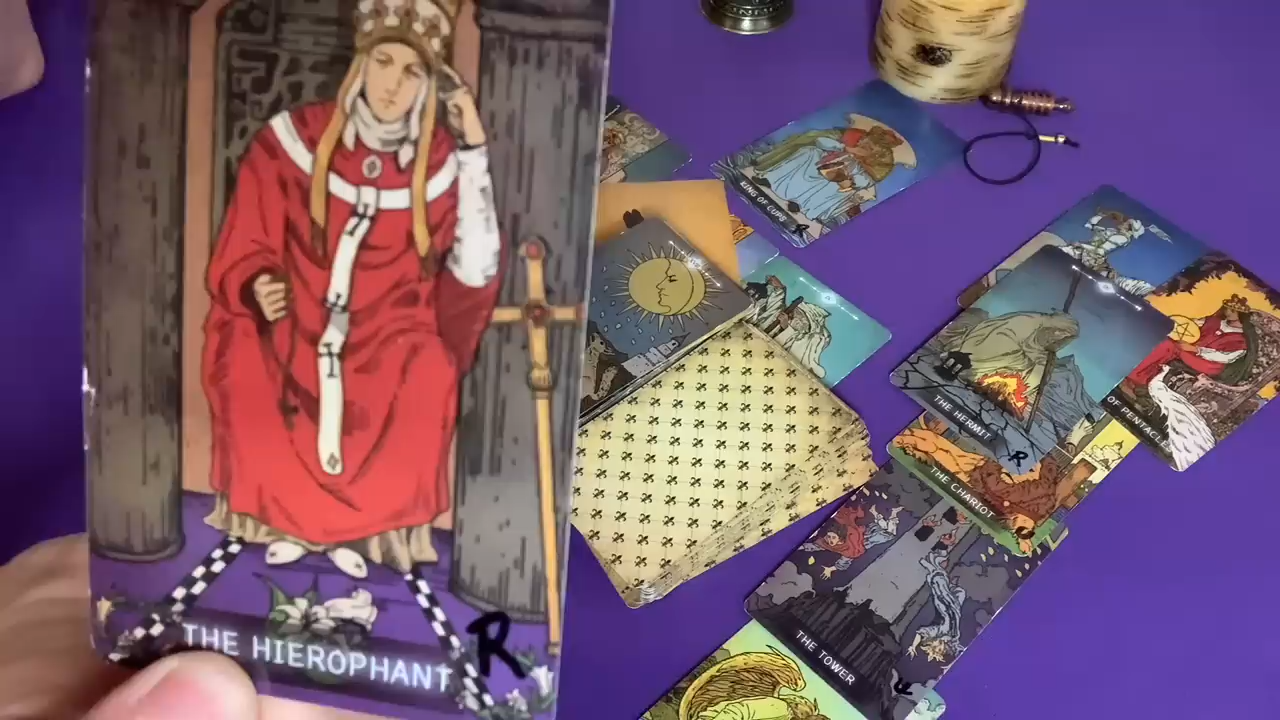 THE HIEROPHANT R
KING OF CUPS R
THE HERMIT R
OF PENTACLES
THE CHARIOT
THE TOWER